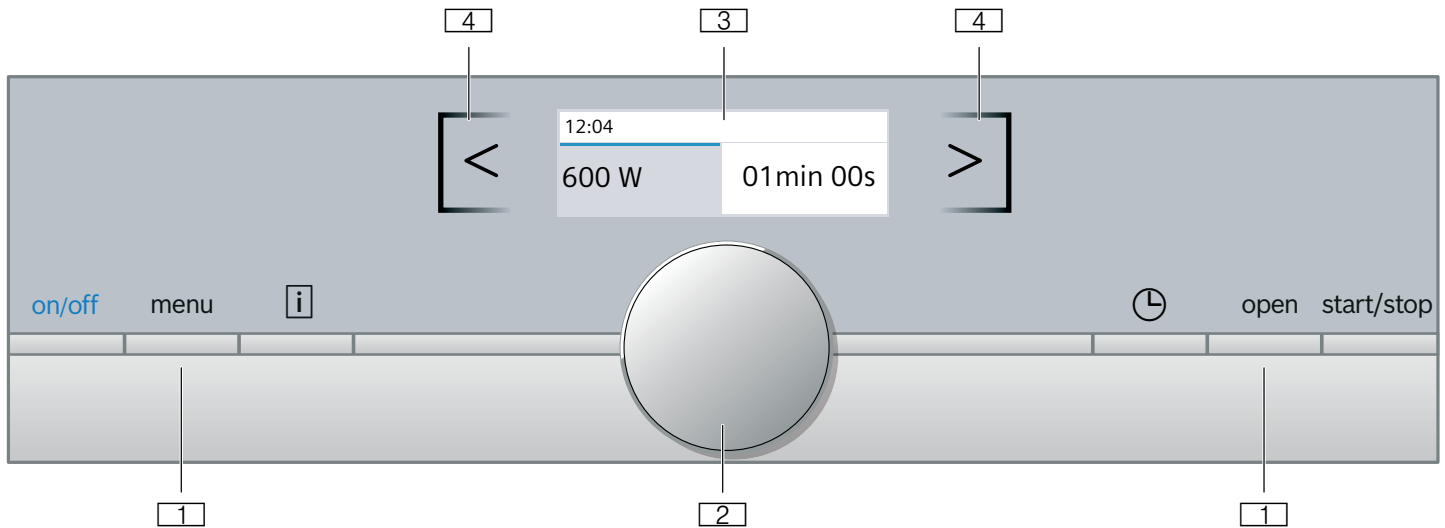 4 3 4
12:04
< 600 W 01min 00s >
on/off menu i open start/stop
1 2 1